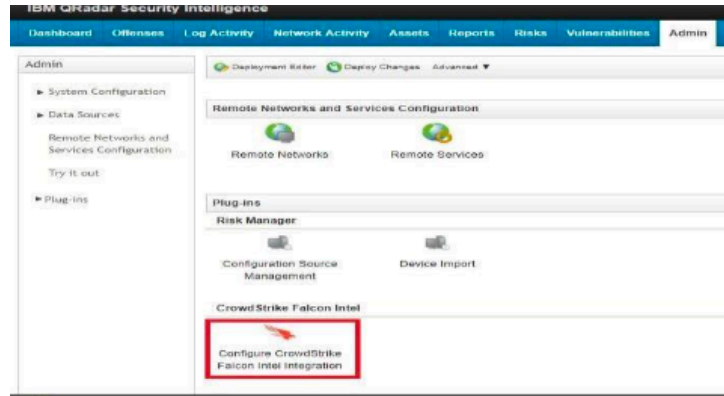 IBM QRadar Security Intelligence
Dashboard Offenses Log Activity Network Activity Assets Reports Risks Vulnerabilities Admin
Admin
Deployment Editor Deploy Changes Advanced ▼
► System Configuration
► Data Sources
Remote Networks and
Services Configuration
Try it out
► Plug-ins
Remote Networks and Services Configuration
Remote Networks Remote Services
Plug-ins
Risk Manager
Configuration Source
Management
Device Import
CrowdStrike Falcon Intel
Configure CrowdStrike
Falcon Intel Integration